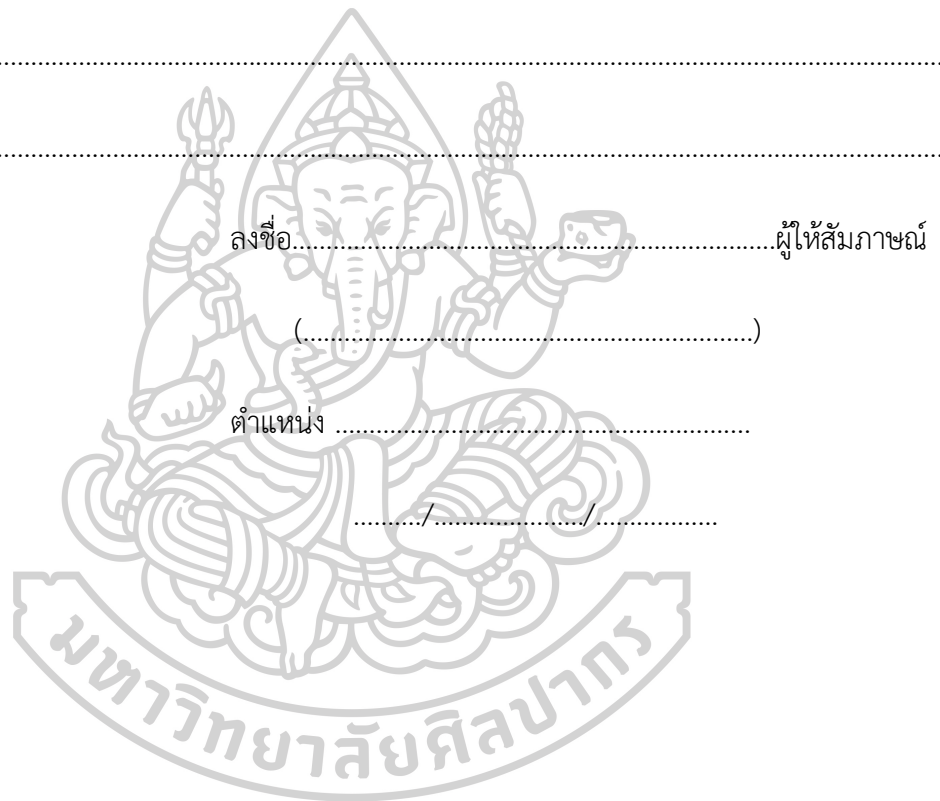 ................................................................................................................................................................
................................................................................................................................................................
ลงชื่อ........................................................................ผู้ให้สัมภาษณ์
(...................................................................)
ตำแหน่ง ..............................................................
........../....................../..................
มหาวิทยาลัยศิลปากร